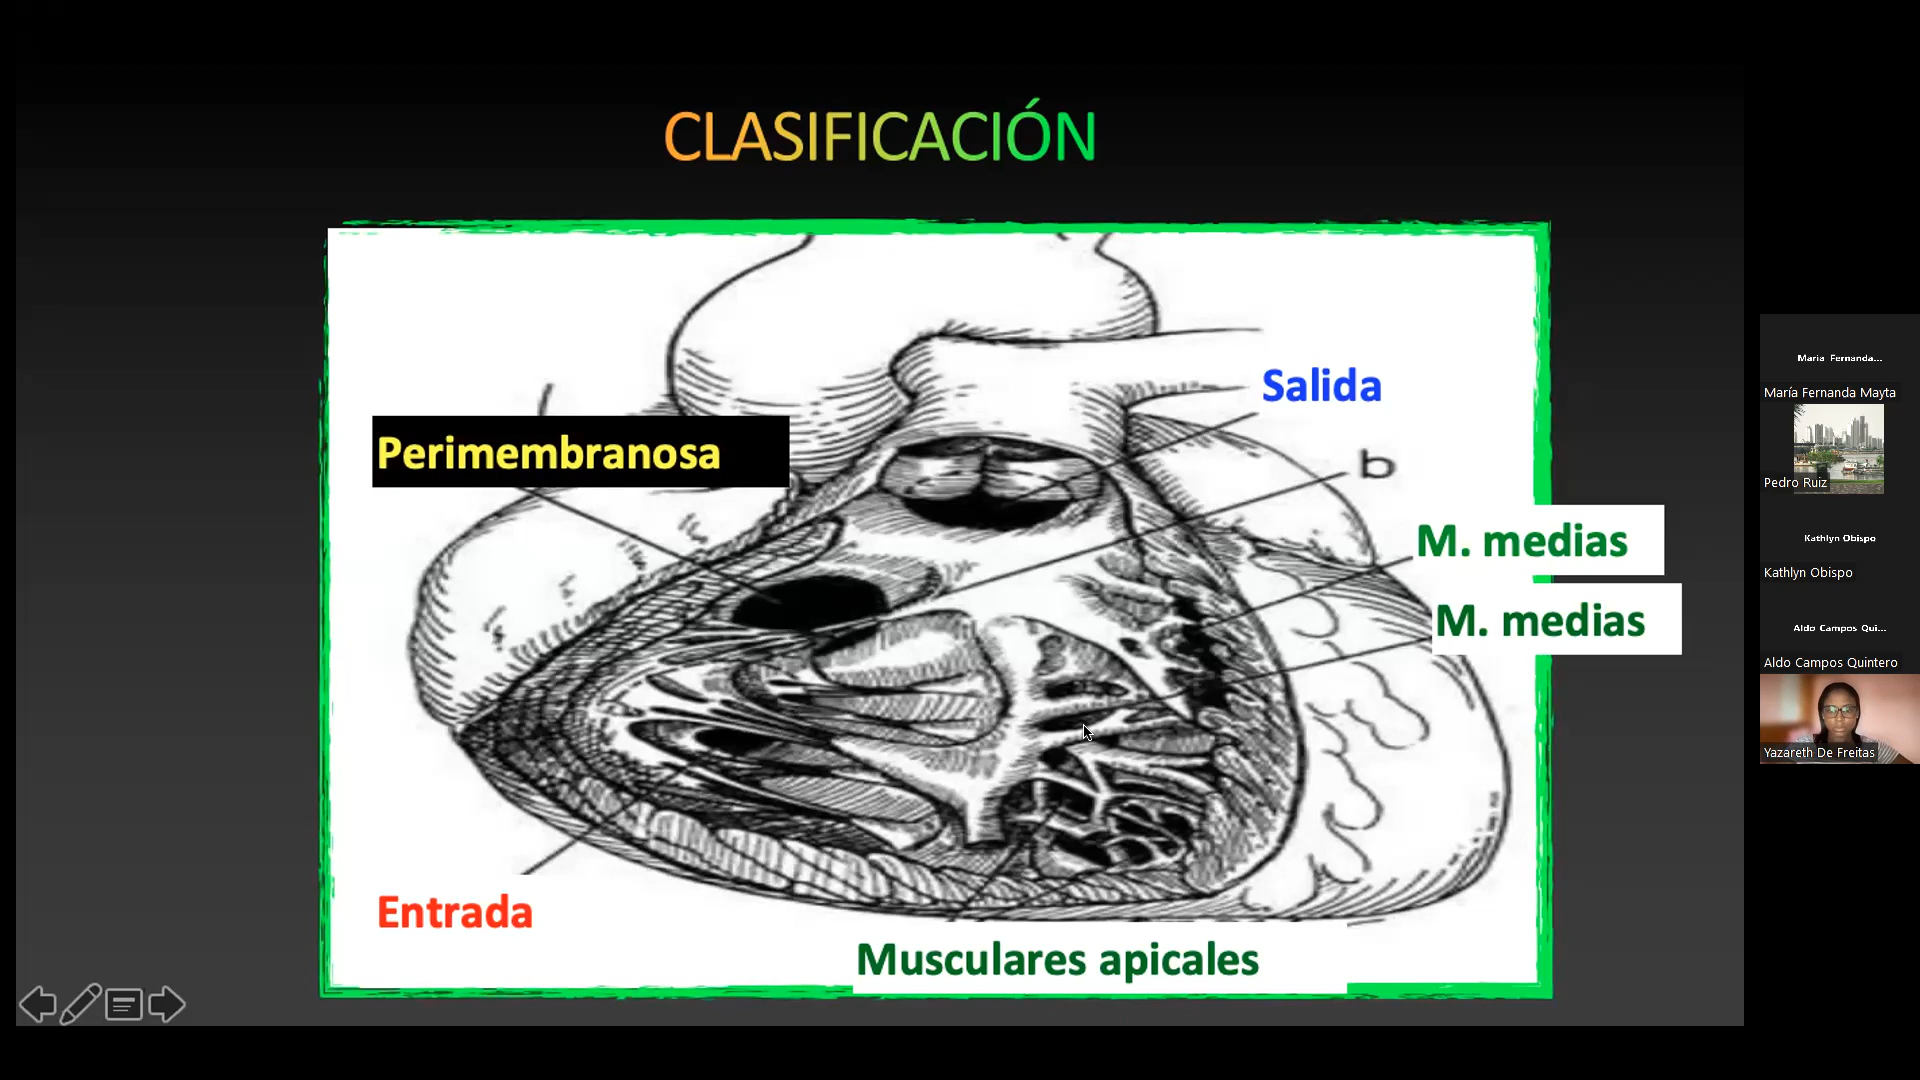 CLASIFICACIÓN
Salida
Perimembranosa
b
M. medias
M. medias
Entrada
Musculares apicales
Maria Fernanda...
María Fernanda Mayta
Pedro Ruiz
Kathlyn Obispo
Kathlyn Obispo
Aldo Campos Qui...
Aldo Campos Quintero
Yazareth De Freitas